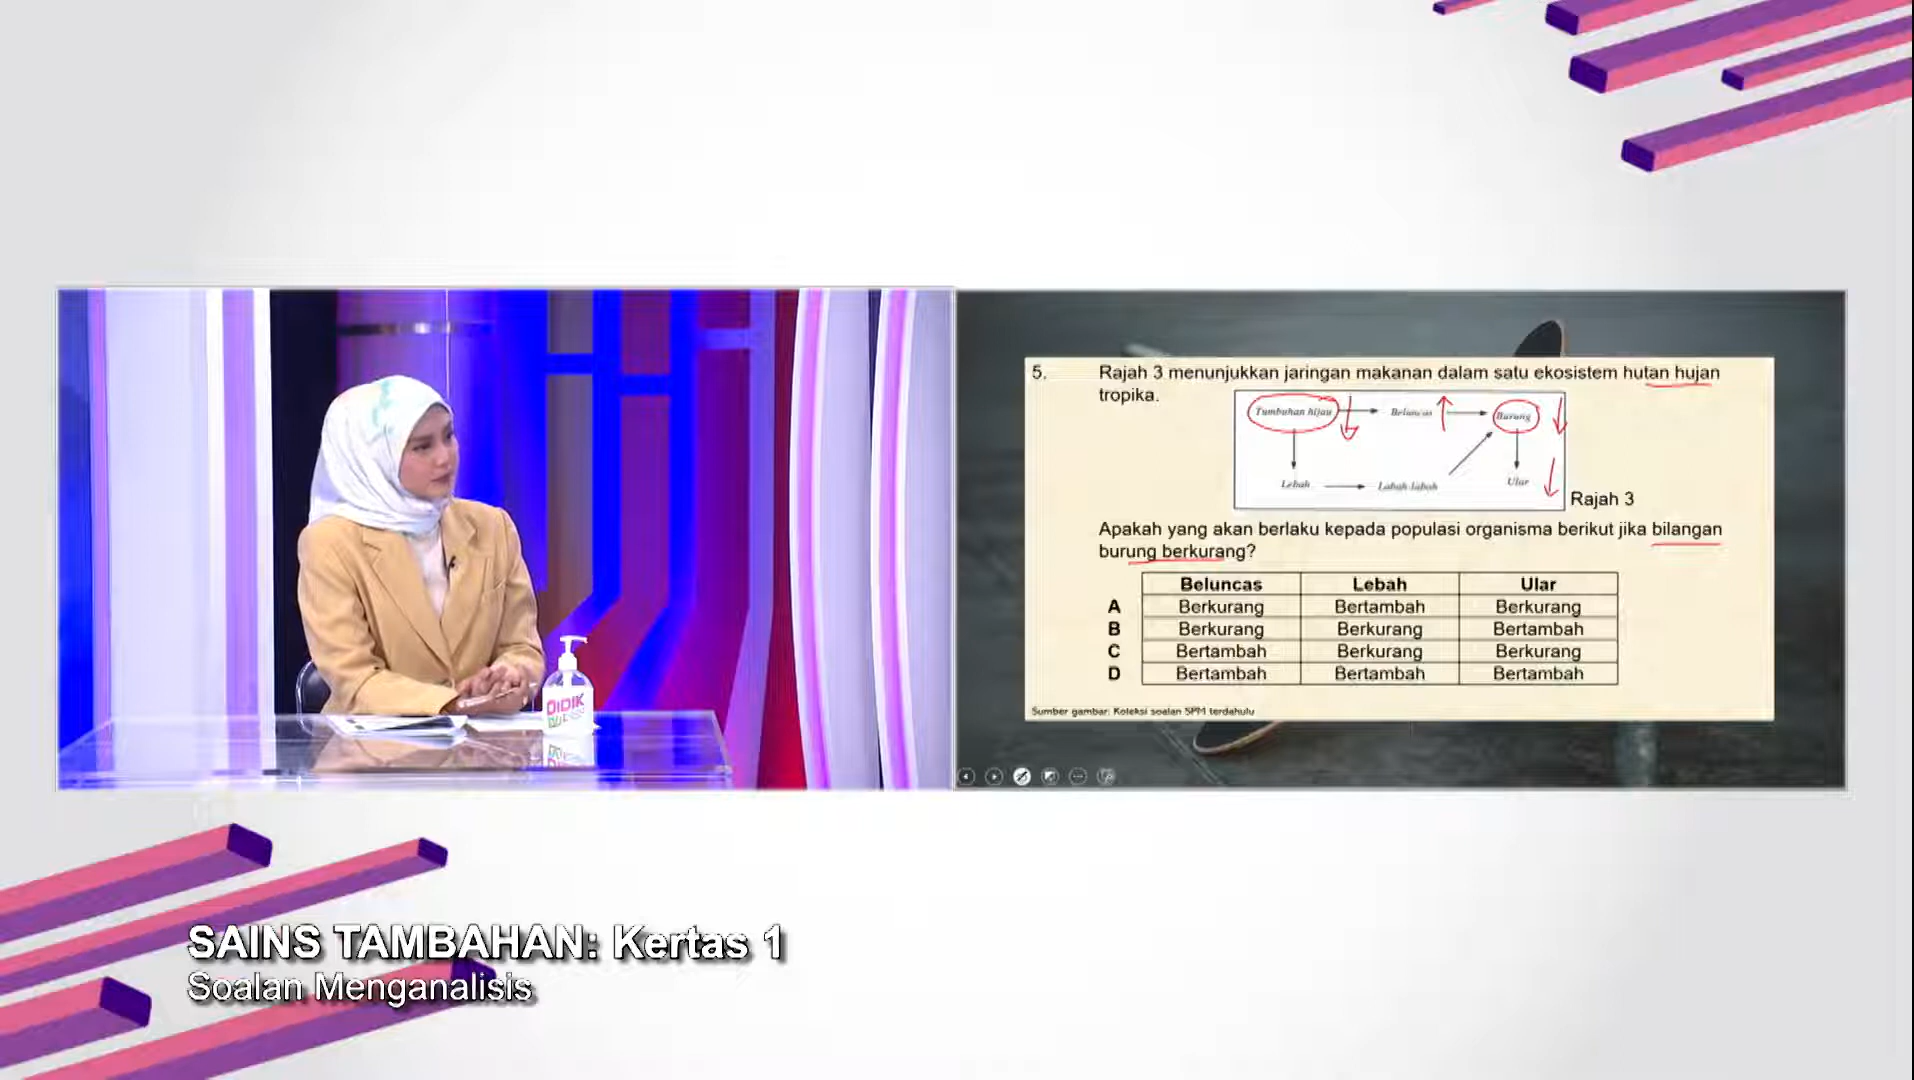 5. Rajah 3 menunjukkan jaringan makanan dalam satu ekosistem hutan hujan
tropika.
Tumbuhan hijau Beluncas Burung
Lebah Labah-labah Ular
Rajah 3
Apakah yang akan berlaku kepada populasi organisma berikut jika bilangan
burung berkurang?
Beluncas Lebah Ular
A Berkurang Bertambah Berkurang
B Berkurang Berkurang Bertambah
C Bertambah Berkurang Berkurang
D Bertambah Bertambah Bertambah
Sumber gambar: Koleksi soalan SPM terdahulu
DIDIK
SAINS TAMBAHAN: Kertas 1
Soalan Menganalisis